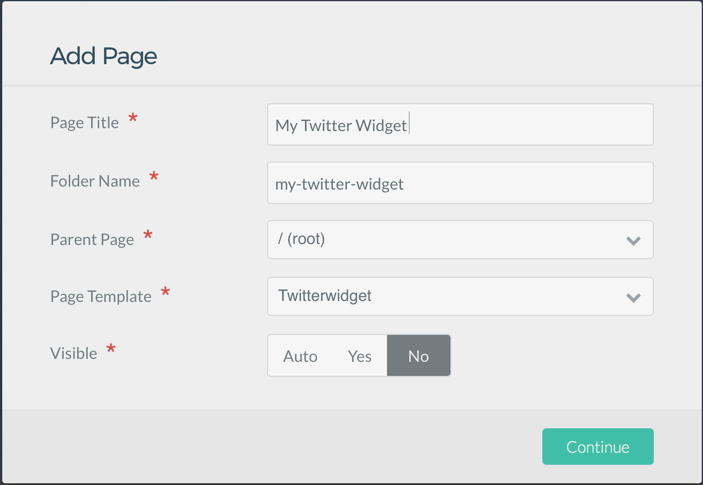 Add Page
Page Title *
My Twitter Widget
Folder Name *
my-twitter-widget
Parent Page *
/ (root)
Page Template *
Twitterwidget
Visible *
Auto Yes No
Continue